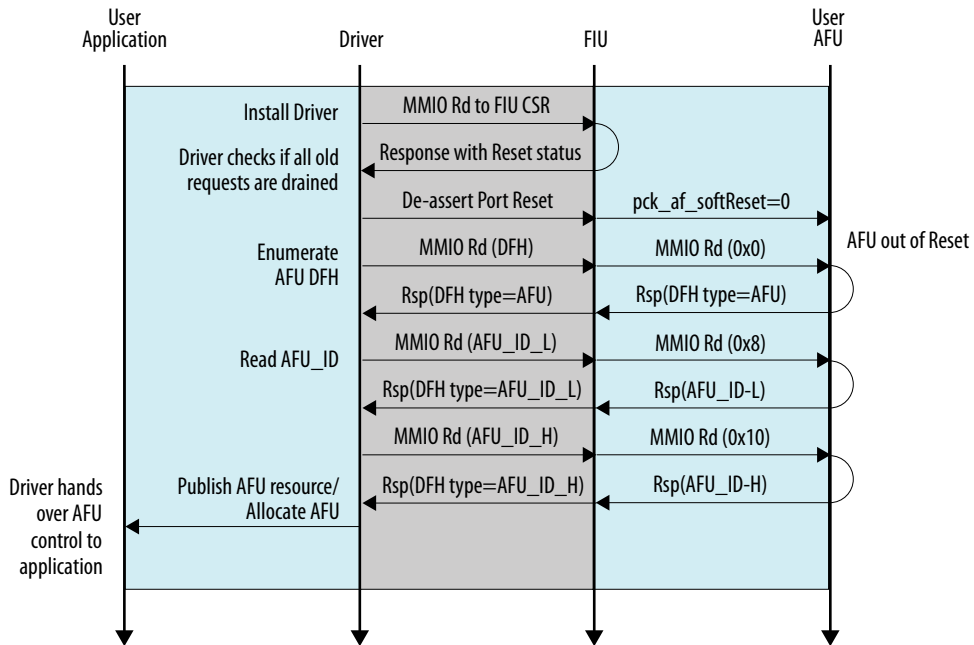 User
Application
Driver
FIU
User
AFU
Install Driver
MMIO Rd to FIU CSR
Driver checks if all old
requests are drained
Response with Reset status
De-assert Port Reset
pck_af_softReset=0
AFU out of Reset
Enumerate
AFU DFH
MMIO Rd (DFH)
MMIO Rd (0x0)
Rsp(DFH type=AFU)
Rsp(DFH type=AFU)
Read AFU_ID
MMIO Rd (AFU_ID_L)
MMIO Rd (0x8)
Rsp(DFH type=AFU_ID_L)
Rsp(AFU_ID-L)
MMIO Rd (AFU_ID_H)
MMIO Rd (0x10)
Driver hands
over AFU
control to
application
Publish AFU resource/
Allocate AFU
Rsp(DFH type=AFU_ID_H)
Rsp(AFU_ID-H)